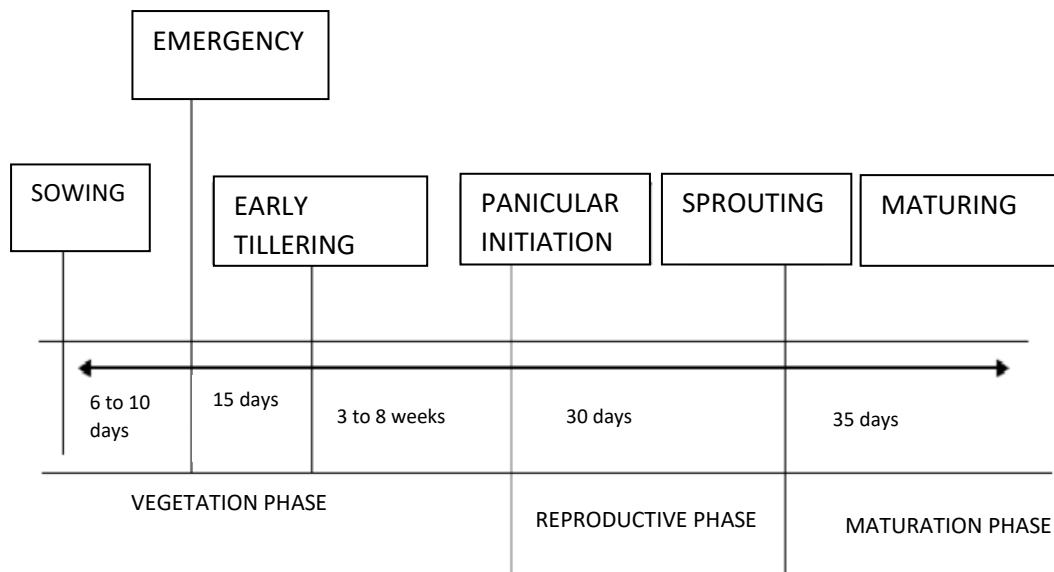 EMERGENCY
SOWING
EARLY
TILLERING
PANICULAR
INITIATION
SPROUTING
MATURING
6 to 10
days
15 days
3 to 8 weeks
30 days
35 days
VEGETATION PHASE
REPRODUCTIVE PHASE
MATURATION PHASE